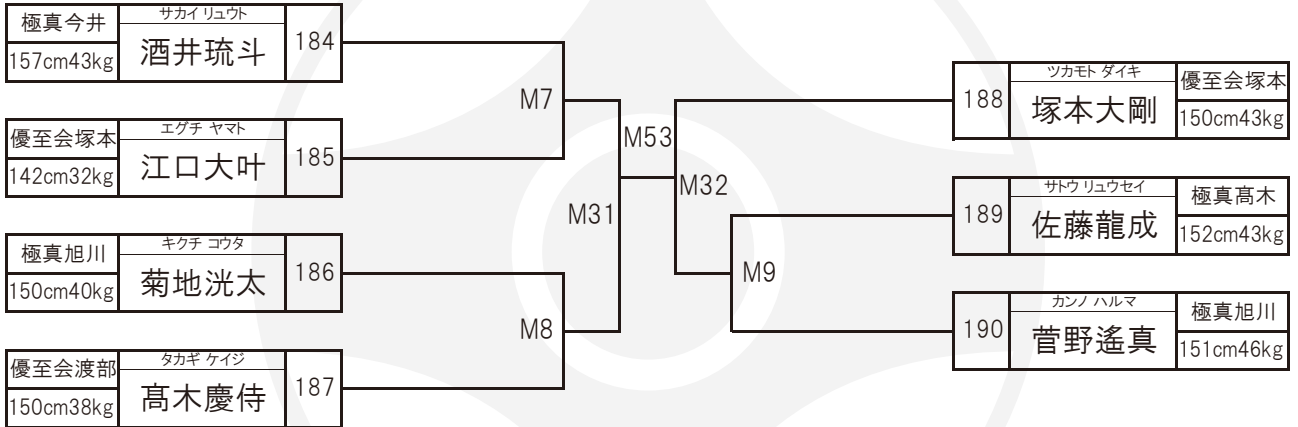 極真今井
157cm43kg
サカイ リュウト
酒井琉斗
184
優至会塚本
142cm32kg
エグチ ヤマト
江口大叶
185
極真旭川
150cm40kg
キクチ コウタ
菊地洸太
186
優至会渡部
150cm38kg
タカギ ケイジ
髙木慶侍
187
M7
M8
M31
M53
M32
M9
188
ツカモト ダイキ
塚本大剛
優至会塚本
150cm43kg
189
サトウ リュウセイ
佐藤龍成
極真髙木
152cm43kg
190
カンノ ハルマ
菅野遙真
極真旭川
151cm46kg